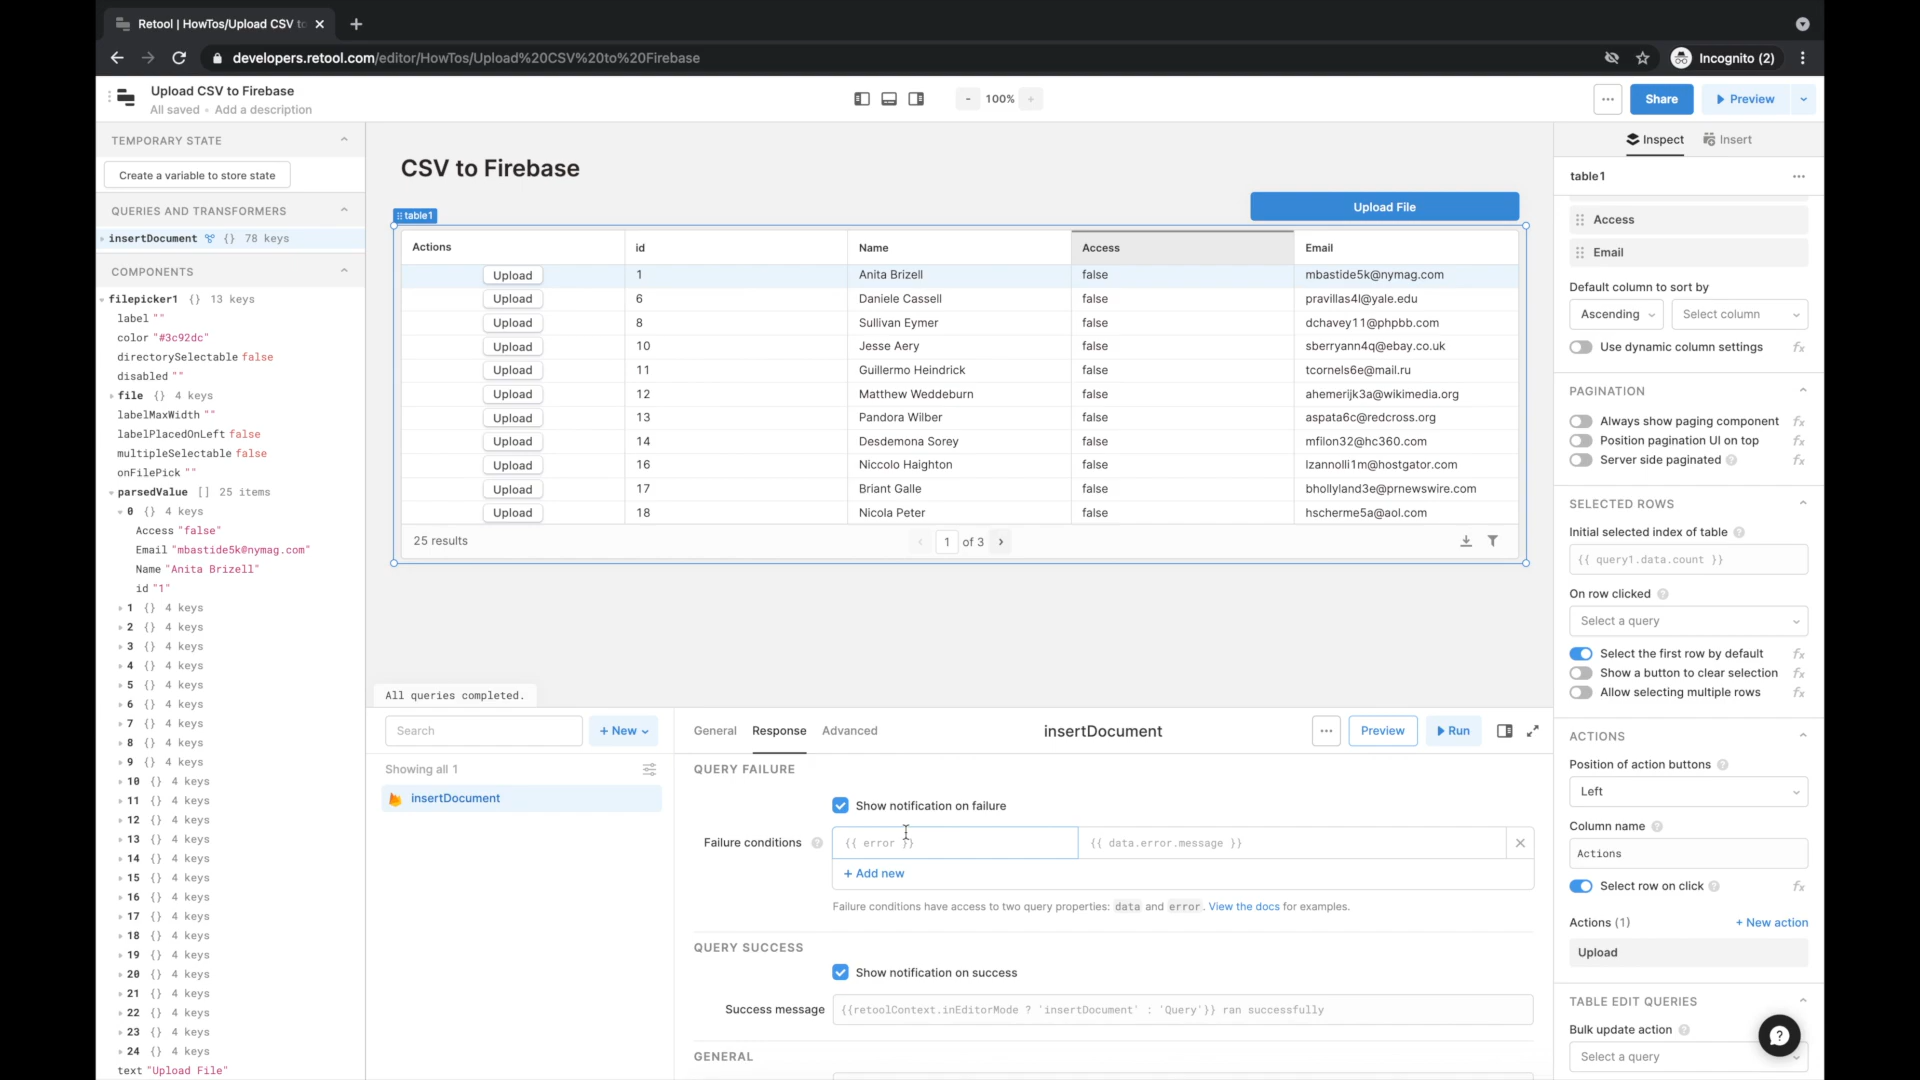 Retool | HowTos/Upload CSV to
developers.retool.com/editor/HowTos/Upload%20CSV%20to%20Firebase
Incognito (2)
Upload CSV to Firebase
All saved • Add a description
- 100% +
Share
Preview
TEMPORARY STATE
Create a variable to store state
QUERIES AND TRANSFORMERS
insertDocument {} 78 keys
COMPONENTS
filepicker1 {} 13 keys
label ""
color "#3c92dc"
directorySelectable false
disabled ""
file {} 4 keys
labelMaxWidth ""
labelPlacedOnLeft false
multipleSelectable false
onFilePick ""
parsedValue [] 25 items
0 {} 4 keys
Access "false"
Email "mbastide5k@nymag.com"
Name "Anita Brizell"
id "1"
1 {} 4 keys
2 {} 4 keys
3 {} 4 keys
4 {} 4 keys
5 {} 4 keys
6 {} 4 keys
7 {} 4 keys
8 {} 4 keys
9 {} 4 keys
10 {} 4 keys
11 {} 4 keys
12 {} 4 keys
13 {} 4 keys
14 {} 4 keys
15 {} 4 keys
16 {} 4 keys
17 {} 4 keys
18 {} 4 keys
19 {} 4 keys
20 {} 4 keys
21 {} 4 keys
22 {} 4 keys
23 {} 4 keys
24 {} 4 keys
text "Upload File"
CSV to Firebase
Upload File
table1
Actions id Name Access Email
Upload 1 Anita Brizell false mbastide5k@nymag.com
Upload 6 Daniele Cassell false pravillas4l@yale.edu
Upload 8 Sullivan Eymer false dchavey11@phpbb.com
Upload 10 Jesse Aery false sberryann4q@ebay.co.uk
Upload 11 Guillermo Heindrick false tcornels6e@mail.ru
Upload 12 Matthew Weddeburn false ahemerijk3a@wikimedia.org
Upload 13 Pandora Wilber false aspata6c@redcross.org
Upload 14 Desdemona Sorey false mfilon32@hc360.com
Upload 16 Niccolo Haighton false lzannolli1m@hostgator.com
Upload 17 Briant Galle false bhollyland3e@prnewswire.com
Upload 18 Nicola Peter false hscherme5a@aol.com
25 results 1 of 3
All queries completed.
Search
+ New
Showing all 1
insertDocument
General Response Advanced insertDocument Preview Run
QUERY FAILURE
Show notification on failure
Failure conditions {{ error }} {{ data.error.message }}
+ Add new
Failure conditions have access to two query properties: data and error. View the docs for examples.
QUERY SUCCESS
Show notification on success
Success message {{retoolContext.inEditorMode ? 'insertDocument' : 'Query'}} ran successfully
GENERAL
Inspect Insert
table1
Access
Email
Default column to sort by
Ascending Select column
Use dynamic column settings fx
PAGINATION
Always show paging component fx
Position pagination UI on top fx
Server side paginated fx
SELECTED ROWS
Initial selected index of table
{{ query1.data.count }}
On row clicked
Select a query
Select the first row by default fx
Show a button to clear selection fx
Allow selecting multiple rows fx
ACTIONS
Position of action buttons
Left
Column name
Actions
Select row on click fx
Actions (1) + New action
Upload
TABLE EDIT QUERIES
Bulk update action
Select a query